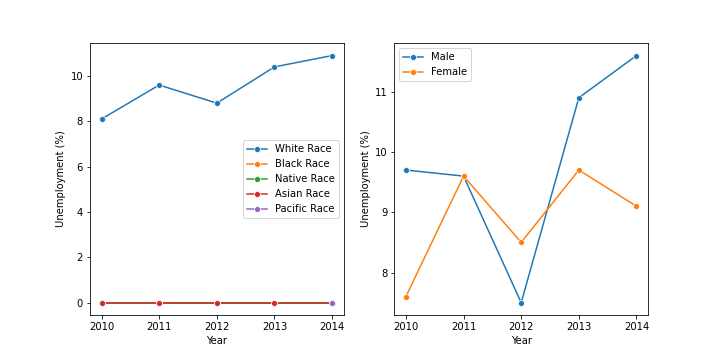 Unemployment (%)
10
8
6
4
2
0
White Race
Black Race
Native Race
Asian Race
Pacific Race
2010 2011 2012 2013 2014
Year
Unemployment (%)
11
10
9
8
Male
Female
2010 2011 2012 2013 2014
Year